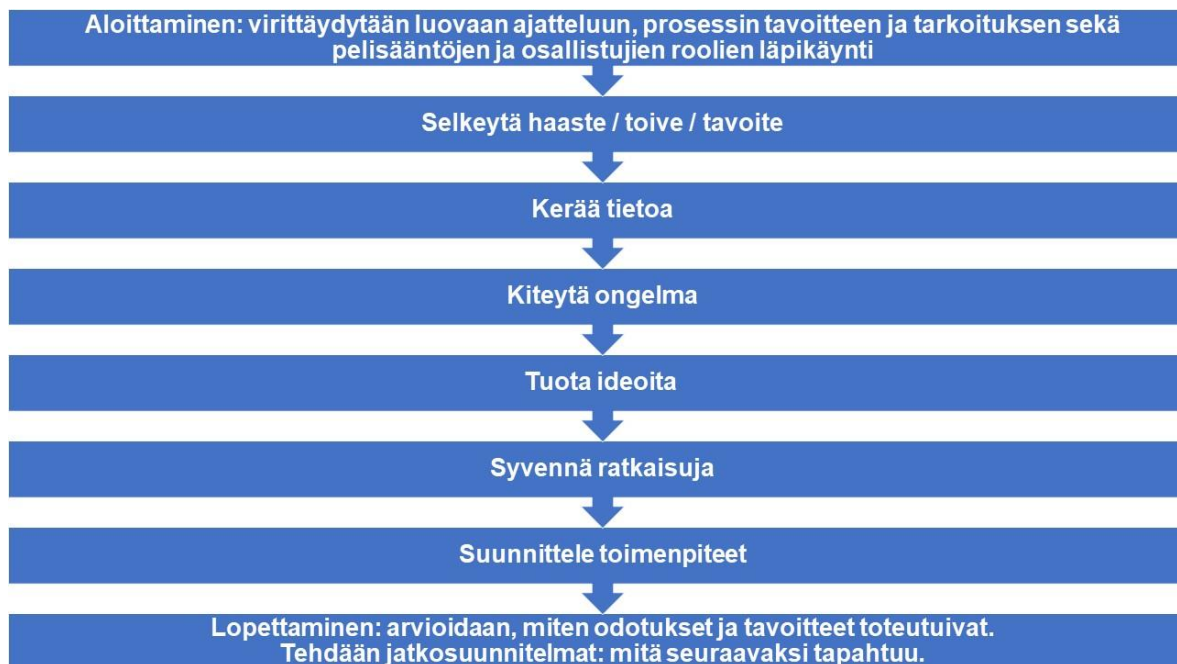 Aloittaminen: virittäydytään luovaan ajatteluun, prosessin tavoitteen ja tarkoituksen sekä
pelisääntöjen ja osallistujien roolien läpikäynti
Selkeytä haaste / toive / tavoite
Kerää tietoa
Kiteytä ongelma
Tuota ideoita
Syvennä ratkaisuja
Suunnittele toimenpiteet
Lopettaminen: arvioidaan, miten odotukset ja tavoitteet toteutuivat.
Tehdään jatkosuunnitelmat: mitä seuraavaksi tapahtuu.